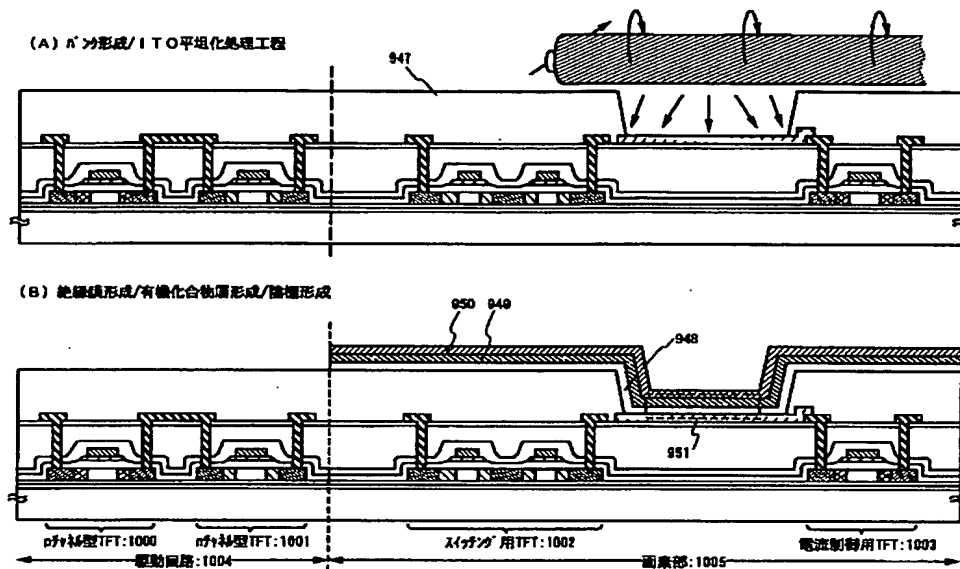 (A) バンク形成/ITO平坦化処理工程
947
(B) 絶縁膜形成/有機化合物層形成/陰極形成
950 949
948
951
pチャネル型TFT:1000 nチャネル型TFT:1001 スイッチング用TFT:1002 電流制御用TFT:1003
駆動回路:1004 画素部:1005